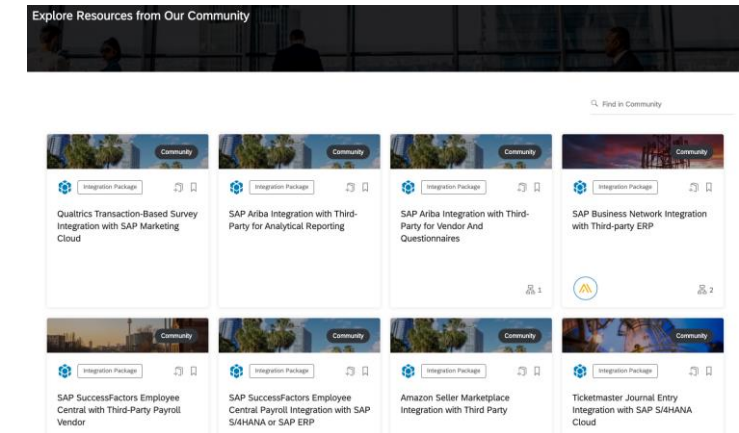 Explore Resources from Our Community
Find in Community
Community
Community
Community
Community
Integration Package
Integration Package
Integration Package
Integration Package
Qualtrics Transaction-Based Survey
Integration with SAP Marketing
Cloud
SAP Ariba Integration with Third-
Party for Analytical Reporting
SAP Ariba Integration with Third-
Party for Vendor And
Questionnaires
SAP Business Network Integration
with Third-party ERP
1
2
Community
Community
Community
Community
Integration Package
Integration Package
Integration Package
Integration Package
SAP SuccessFactors Employee
Central with Third-Party Payroll
Vendor
SAP SuccessFactors Employee
Central Payroll Integration with SAP
S/4HANA or SAP ERP
Amazon Seller Marketplace
Integration with Third Party
Ticketmaster Journal Entry
Integration with SAP S/4HANA
Cloud